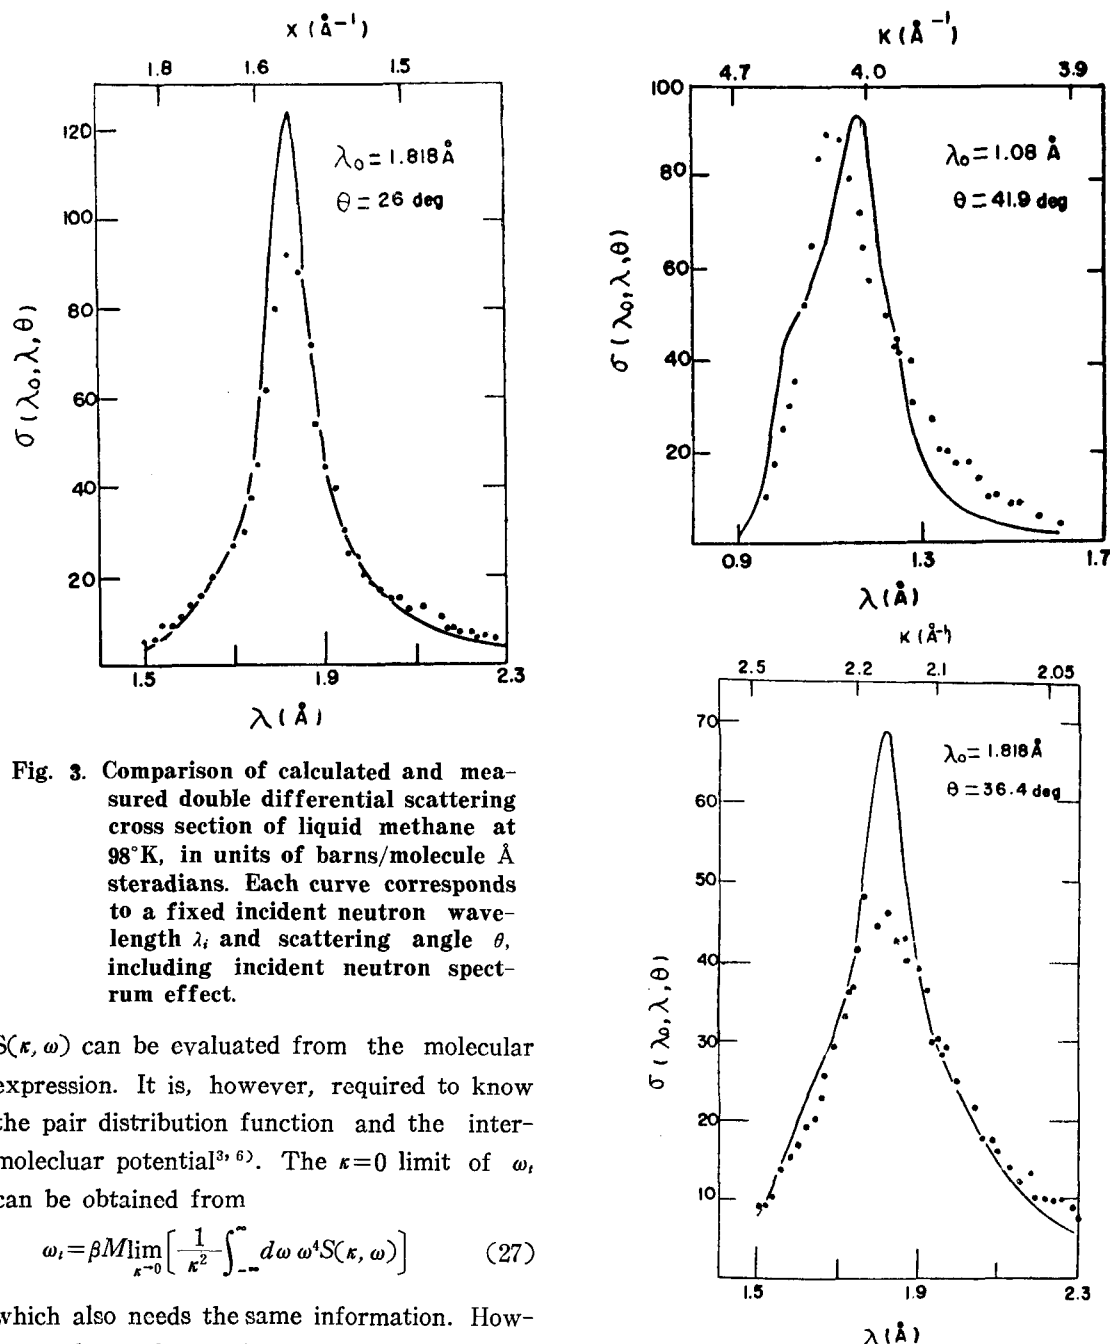 x (Å⁻¹)
1.8 1.6 1.5
120
100
80
60
40
20
λ₀ = 1.818 Å
θ = 26 deg
σ (λ₀, λ, θ)
1.5 1.9 2.3
λ (Å)
Fig. 3. Comparison of calculated and mea-
sured double differential scattering
cross section of liquid methane at
98°K, in units of barns/molecule Å
steradians. Each curve corresponds
to a fixed incident neutron wave-
length λᵢ and scattering angle θ,
including incident neutron spect-
rum effect.
S(κ, ω) can be evaluated from the molecular
expression. It is, however, required to know
the pair distribution function and the inter-
molecluar potential³˒ ⁶⁾. The κ=0 limit of ωₜ
can be obtained from
ωₜ=βM lim κ→0 [ 1/κ² ∫_{-∞}^{∞} dω ω⁴S(κ, ω) ] (27)
which also needs the same information. How-
K (Å⁻¹)
4.7 4.0 3.9
100
80
60
40
20
λ₀ = 1.08 Å
θ = 41.9 deg
σ (λ₀, λ, θ)
0.9 1.3 1.7
λ (Å)
K (Å⁻¹)
2.5 2.2 2.1 2.05
70
60
50
40
30
20
10
λ₀ = 1.818 Å
θ = 36.4 deg
σ (λ₀, λ, θ)
1.5 1.9 2.3
λ (Å)